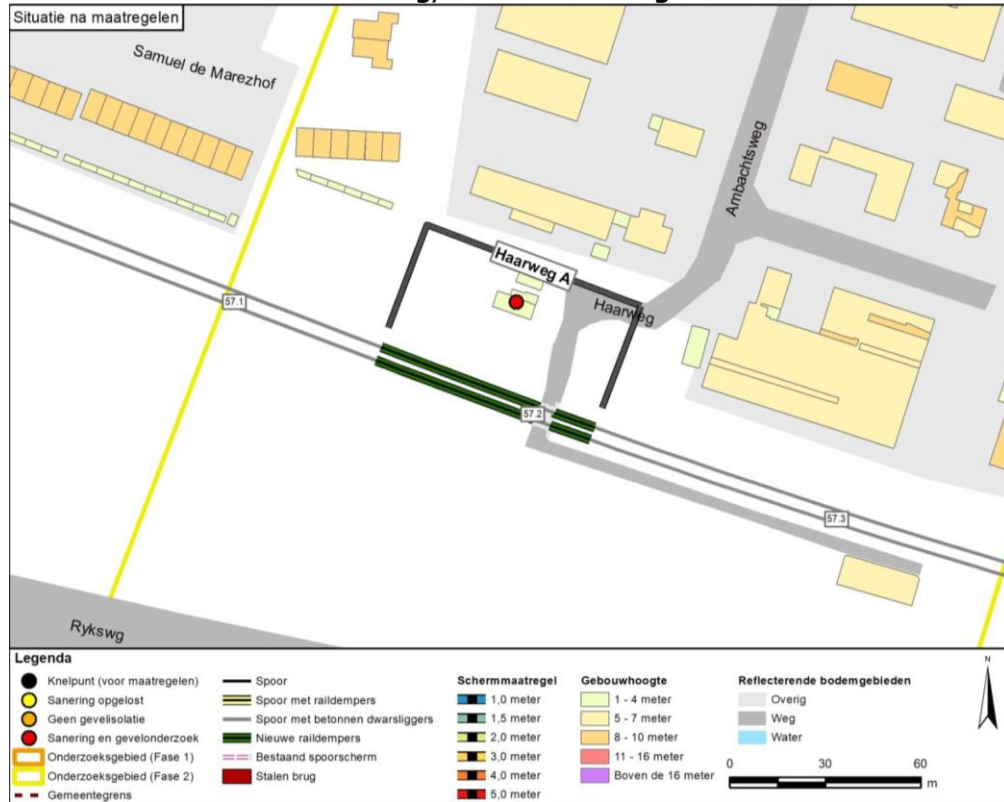 Situatie na maatregelen
Samuel de Marezhof
Ambachtsweg
Haarweg A
Haarweg
57.1
57.2
57.3
Rykswg
Legenda
Knelpunt (voor maatregelen)
Sanering opgelost
Geen gevelisolatie
Sanering en gevelonderzoek
Onderzoeksgebied (Fase 1)
Onderzoeksgebied (Fase 2)
Gemeentegrens
Spoor
Spoor met raildempers
Spoor met betonnen dwarsliggers
Nieuwe raildempers
Bestaand spoorscherm
Stalen brug
Schermmaatregel
1,0 meter
1,5 meter
2,0 meter
3,0 meter
4,0 meter
5,0 meter
Gebouwhoogte
1 - 4 meter
5 - 7 meter
8 - 10 meter
11 - 16 meter
Boven de 16 meter
Reflecterende bodemgebieden
Overig
Weg
Water
N
0 30 60
m